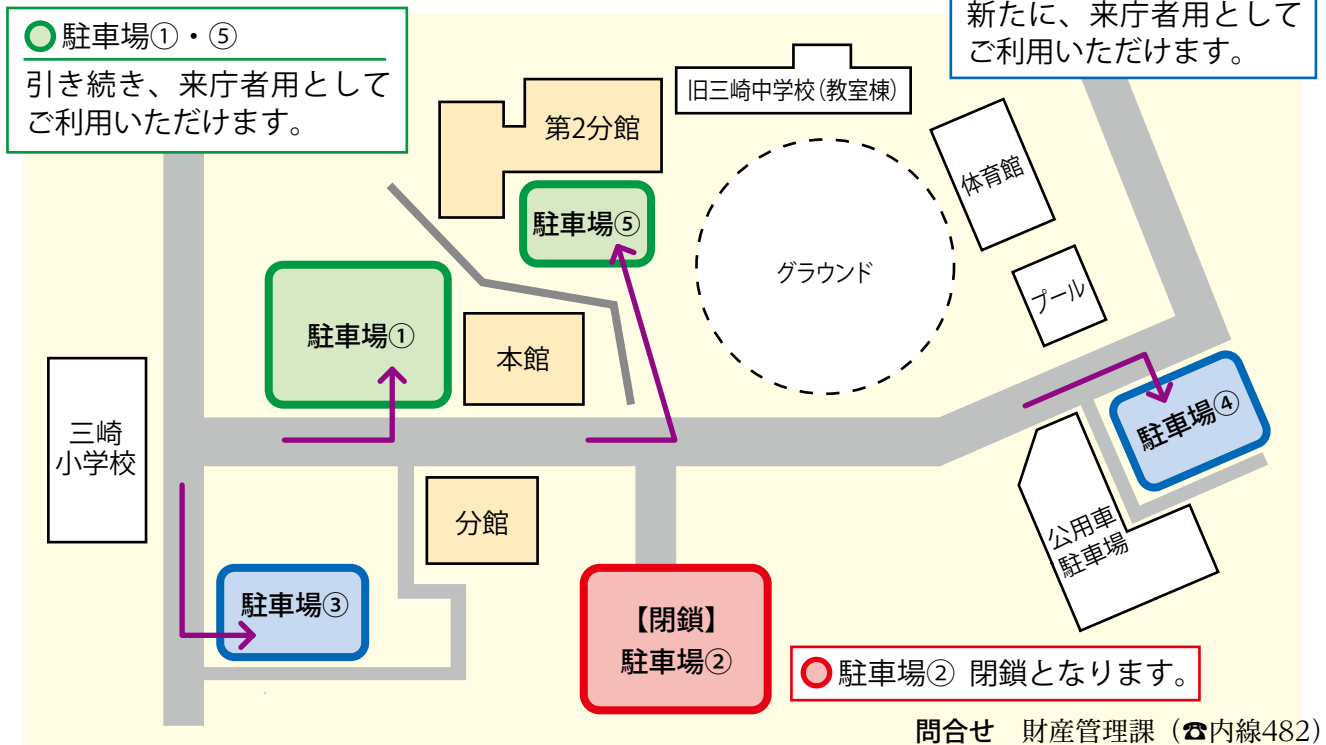 駐車場①・⑤
引き続き、来庁者用として
ご利用いただけます。
新たに、来庁者用として
ご利用いただけます。
旧三崎中学校(教室棟)
第2分館
体育館
駐車場⑤
グラウンド
プール
駐車場①
本館
三崎
小学校
駐車場④
分館
公用車
駐車場
駐車場③
【閉鎖】
駐車場②
駐車場② 閉鎖となります。
問合せ 財産管理課(☎内線482)